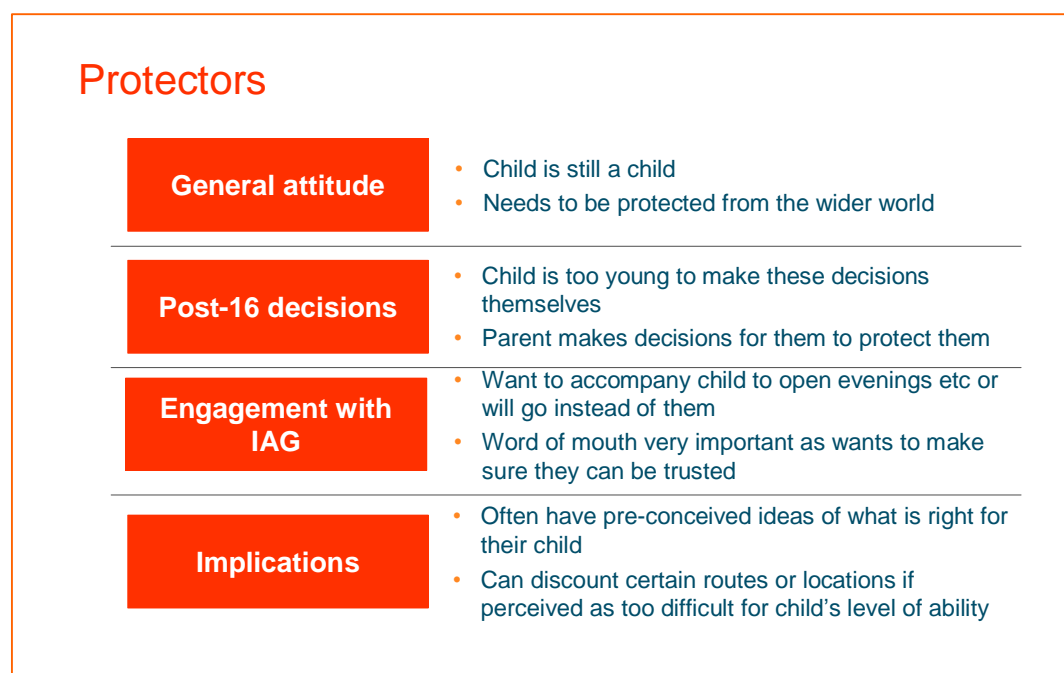 Protectors
General attitude
• Child is still a child
• Needs to be protected from the wider world
Post-16 decisions
• Child is too young to make these decisions
themselves
• Parent makes decisions for them to protect them
Engagement with
IAG
• Want to accompany child to open evenings etc or
will go instead of them
• Word of mouth very important as wants to make
sure they can be trusted
Implications
• Often have pre-conceived ideas of what is right for
their child
• Can discount certain routes or locations if
perceived as too difficult for child’s level of ability